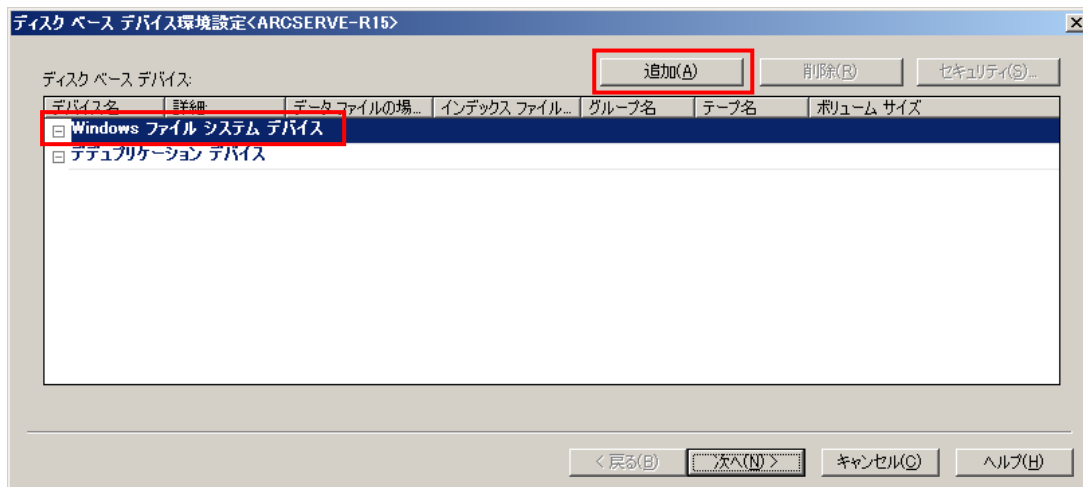 ディスク ベース デバイス環境設定<ARCSERVE-R15>
追加(A) 削除(R) セキュリティ(S)...
ディスク ベース デバイス:
デバイス名 詳細 データ ファイルの場... インデックス ファイル... グループ名 テープ名 ボリューム サイズ
Windows ファイル システム デバイス
デデュプリケーション デバイス
< 戻る(B) 次へ(N) > キャンセル(C) ヘルプ(H)